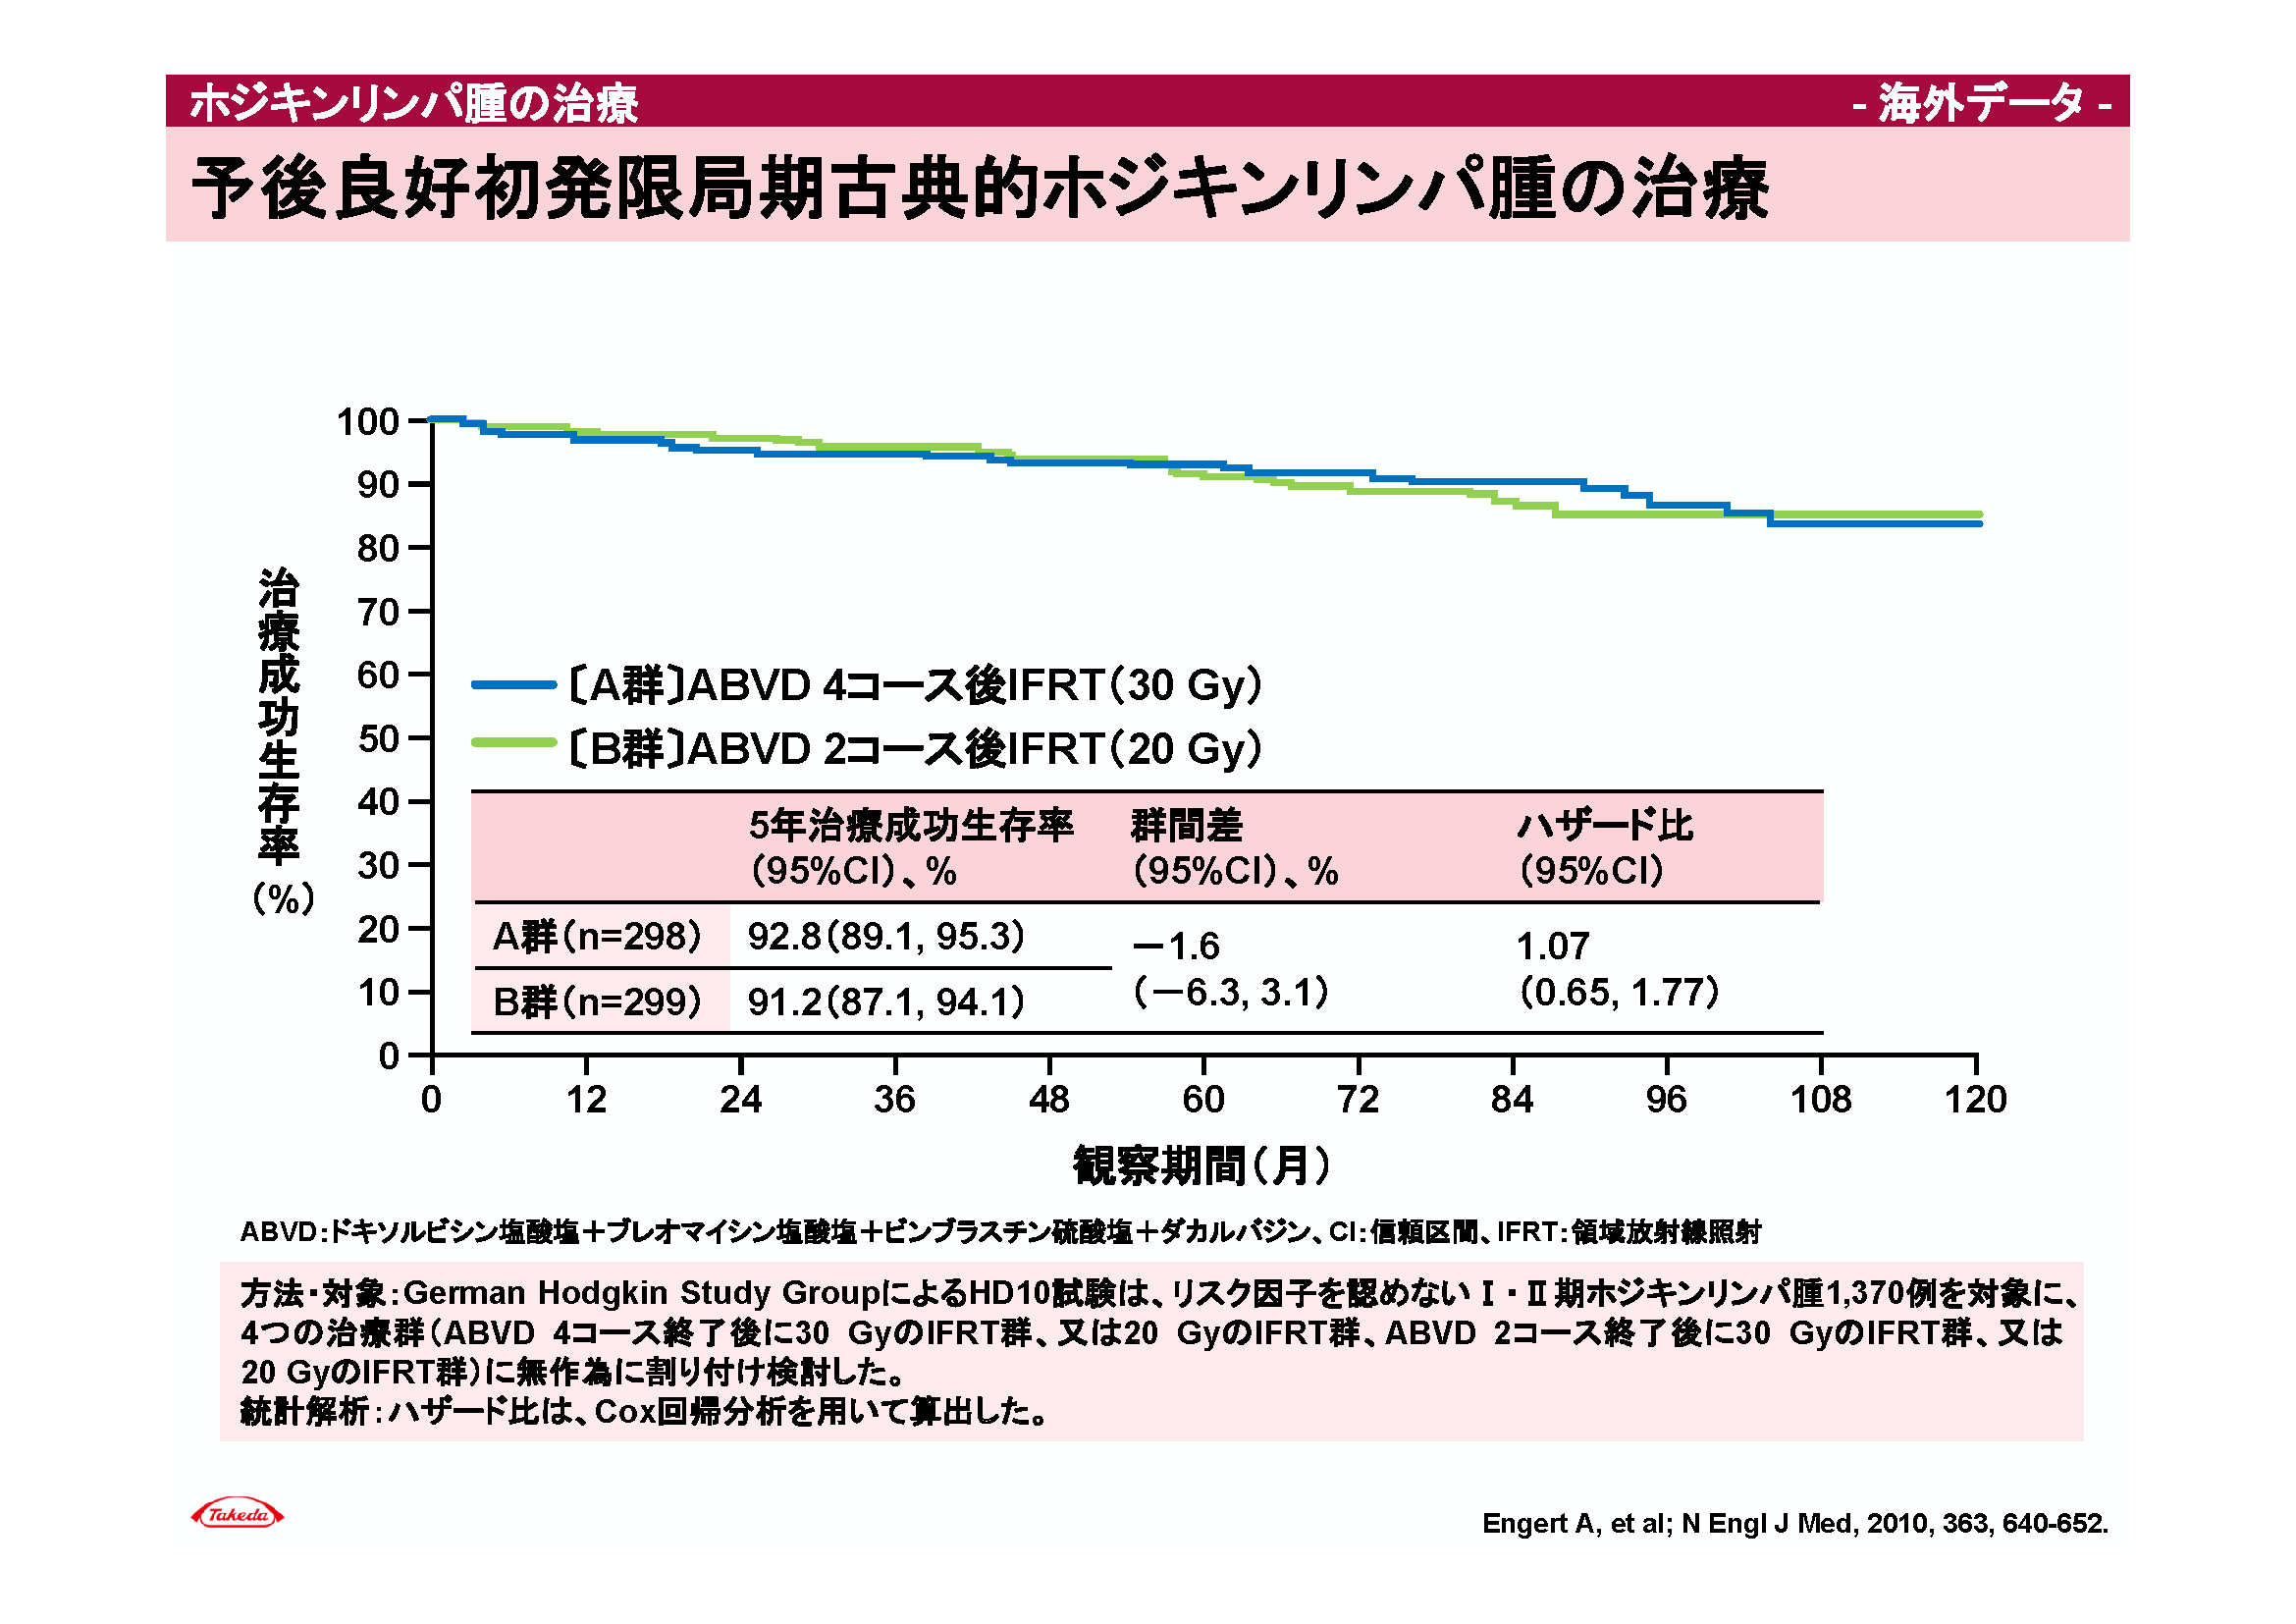 ホジキンリンパ腫の治療
- 海外データ -
予後良好初発限局期古典的ホジキンリンパ腫の治療
治療成功生存率
（%）
100
90
80
70
60
50
40
30
20
10
0
〔A群〕ABVD 4コース後IFRT（30 Gy）
〔B群〕ABVD 2コース後IFRT（20 Gy）
5年治療成功生存率
（95%CI）、%
群間差
（95%CI）、%
ハザード比
（95%CI）
A群（n=298）
92.8（89.1, 95.3）
B群（n=299）
91.2（87.1, 94.1）
－1.6
（－6.3, 3.1）
1.07
（0.65, 1.77）
0
12
24
36
48
60
72
84
96
108
120
観察期間（月）
ABVD：ドキソルビシン塩酸塩＋ブレオマイシン塩酸塩＋ビンブラスチン硫酸塩＋ダカルバジン、CI：信頼区間、IFRT：領域放射線照射
方法・対象：German Hodgkin Study GroupによるHD10試験は、リスク因子を認めないⅠ・Ⅱ期ホジキンリンパ腫1,370例を対象に、
4つの治療群（ABVD 4コース終了後に30 GyのIFRT群、又は20 GyのIFRT群、ABVD 2コース終了後に30 GyのIFRT群、又は
20 GyのIFRT群）に無作為に割り付け検討した。
統計解析：ハザード比は、Cox回帰分析を用いて算出した。
Takeda
Engert A, et al; N Engl J Med, 2010, 363, 640-652.